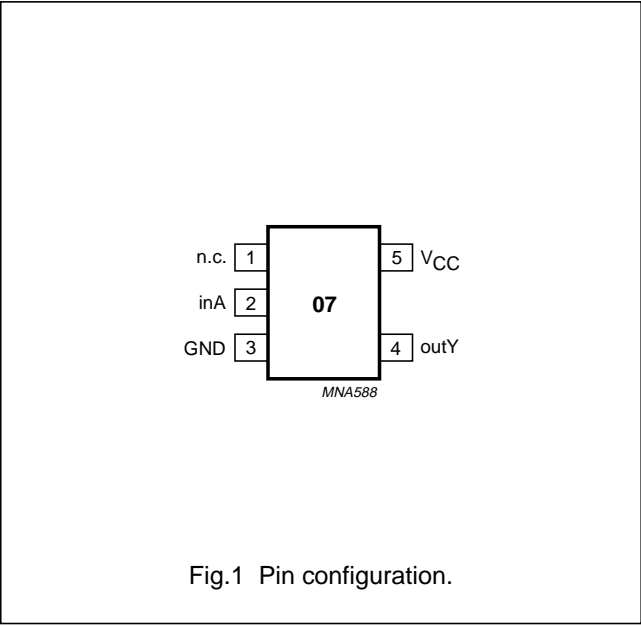 n.c. 1 5 VCC
inA 2 07
GND 3 4 outY
MNA588
Fig.1 Pin configuration.